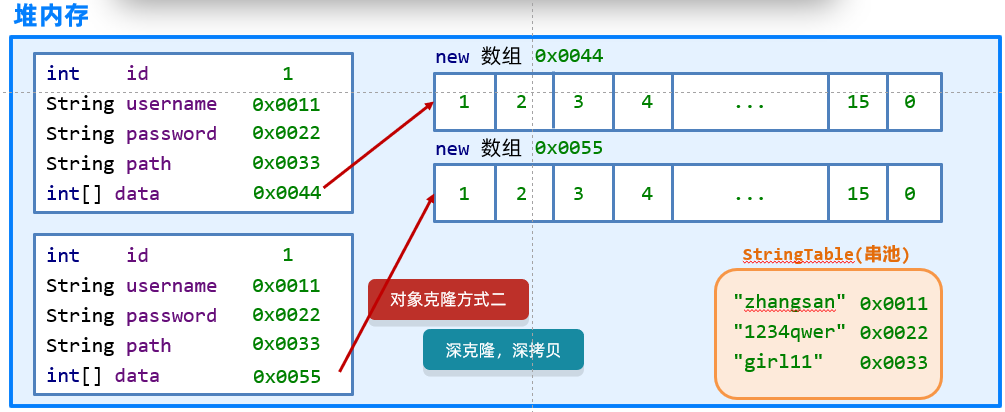 堆内存
int id 1
String username 0x0011
String password 0x0022
String path 0x0033
int[] data 0x0044
new 数组 0x0044
1 2 3 4 ... 15 0
new 数组 0x0055
1 2 3 4 ... 15 0
int id 1
String username 0x0011
String password 0x0022
String path 0x0033
int[] data 0x0055
对象克隆方式二
深克隆，深拷贝
StringTable(串池)
"zhangsan" 0x0011
"1234qwer" 0x0022
"girl11" 0x0033